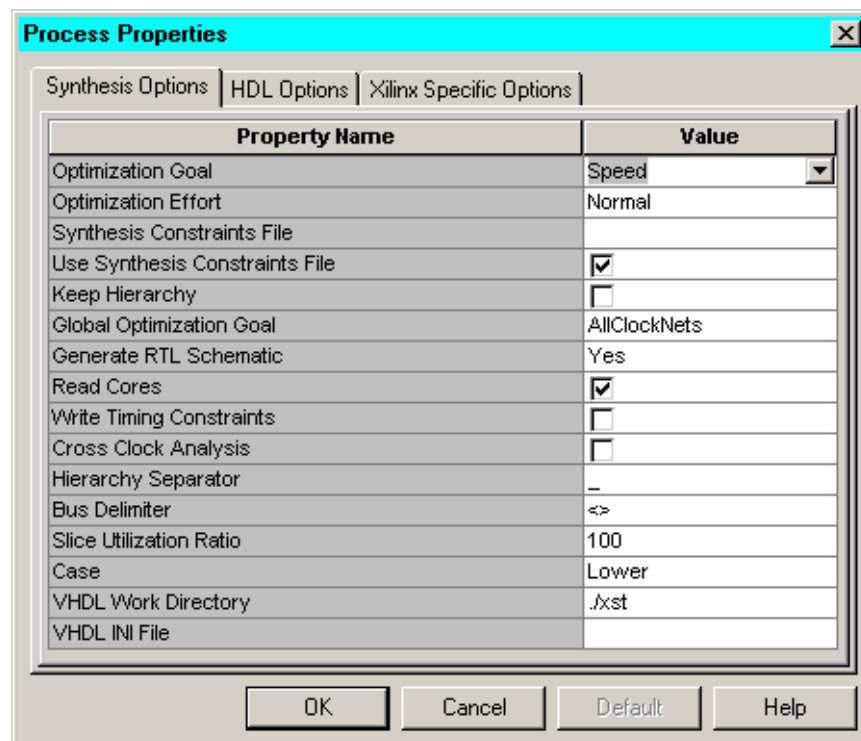 Process Properties
Synthesis Options HDL Options Xilinx Specific Options
Property Name Value
Optimization Goal Speed
Optimization Effort Normal
Synthesis Constraints File
Use Synthesis Constraints File
Keep Hierarchy
Global Optimization Goal AllClockNets
Generate RTL Schematic Yes
Read Cores
Write Timing Constraints
Cross Clock Analysis
Hierarchy Separator _
Bus Delimiter <>
Slice Utilization Ratio 100
Case Lower
VHDL Work Directory ./xst
VHDL INI File
OK Cancel Default Help